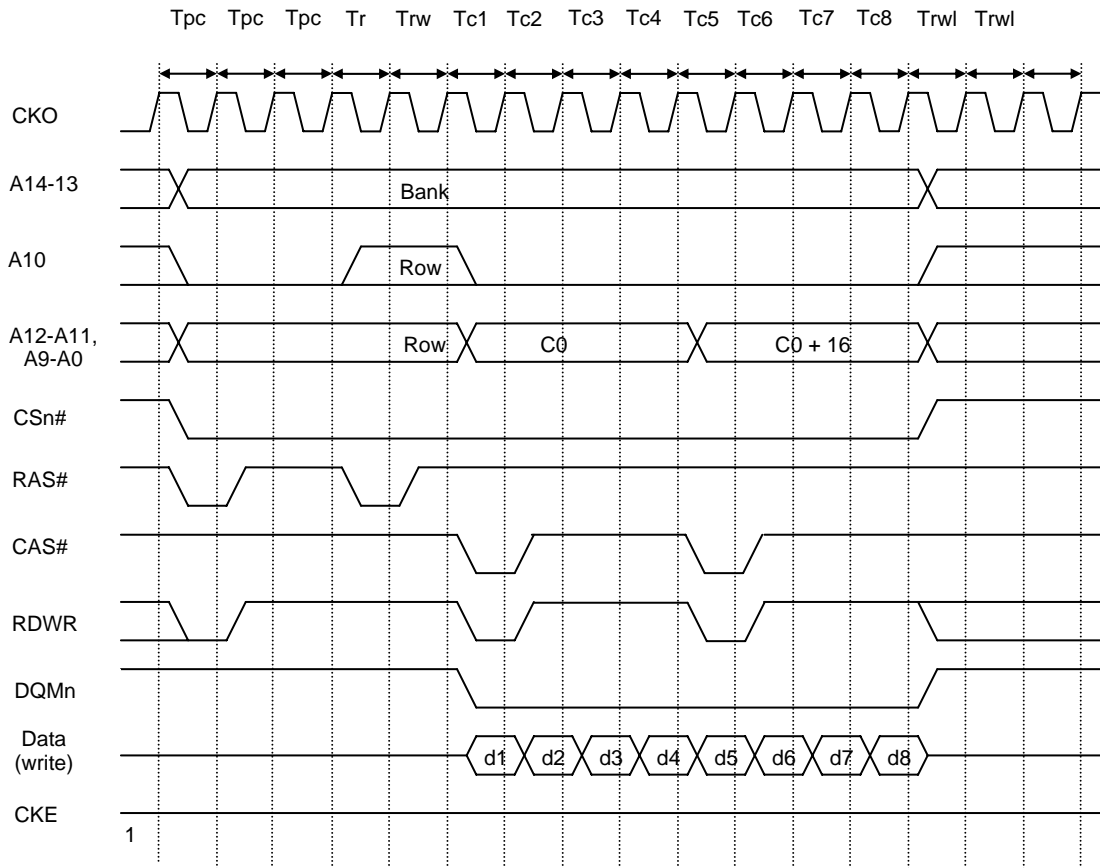 Tpc Tpc Tpc Tr Trw Tc1 Tc2 Tc3 Tc4 Tc5 Tc6 Tc7 Tc8 Trwl Trwl
CKO
A14-13
Bank
A10
Row
A12-A11,
A9-A0
Row C0 C0 + 16
CSn#
RAS#
CAS#
RDWR
DQMn
Data
(write)
d1 d2 d3 d4 d5 d6 d7 d8
CKE
1